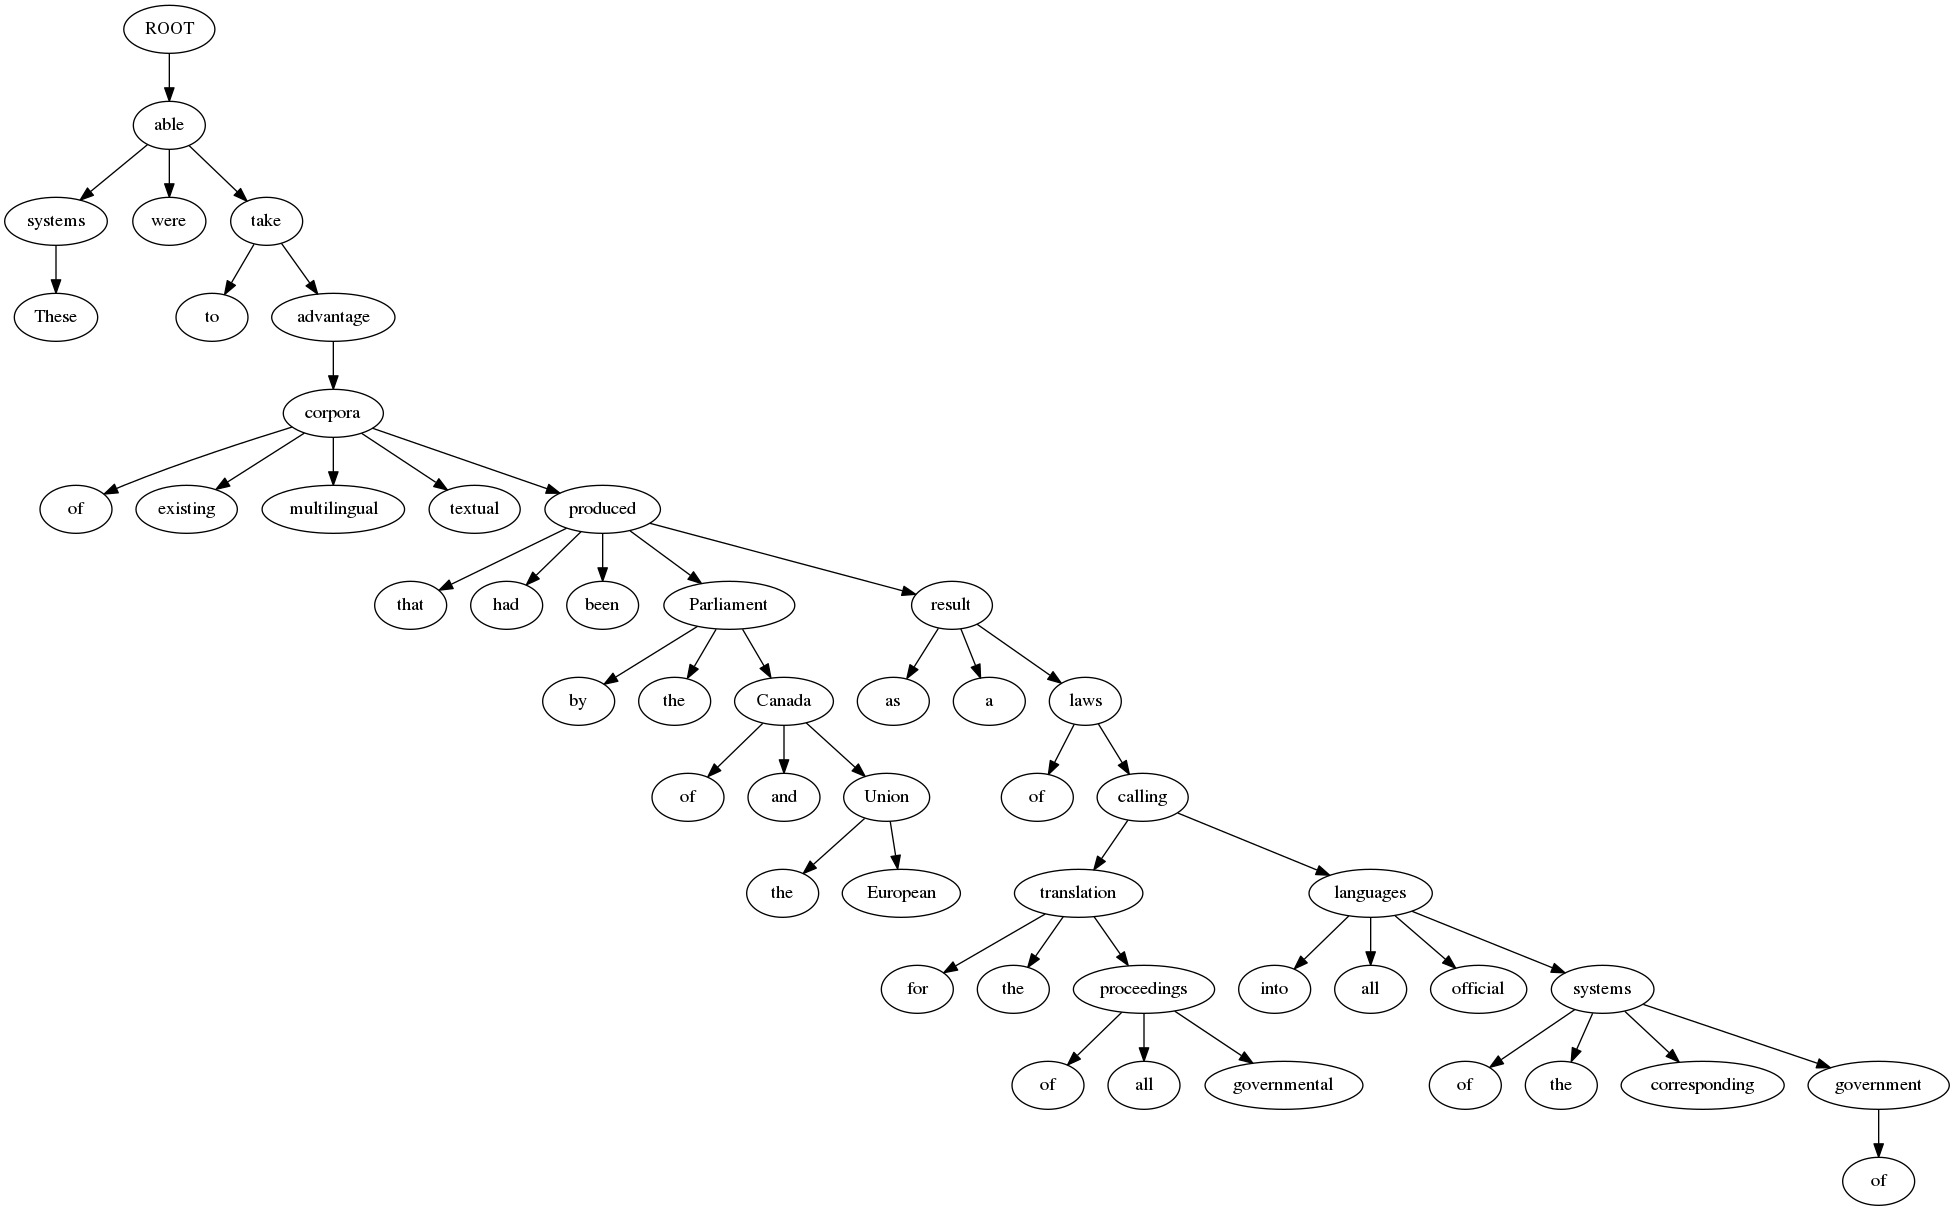 ROOT
able
systems were take
These to advantage
corpora
of existing multilingual textual produced
that had been Parliament result
by the Canada as a laws
of and Union of calling
the European translation languages
for the proceedings into all official systems
of all governmental of the corresponding government
of